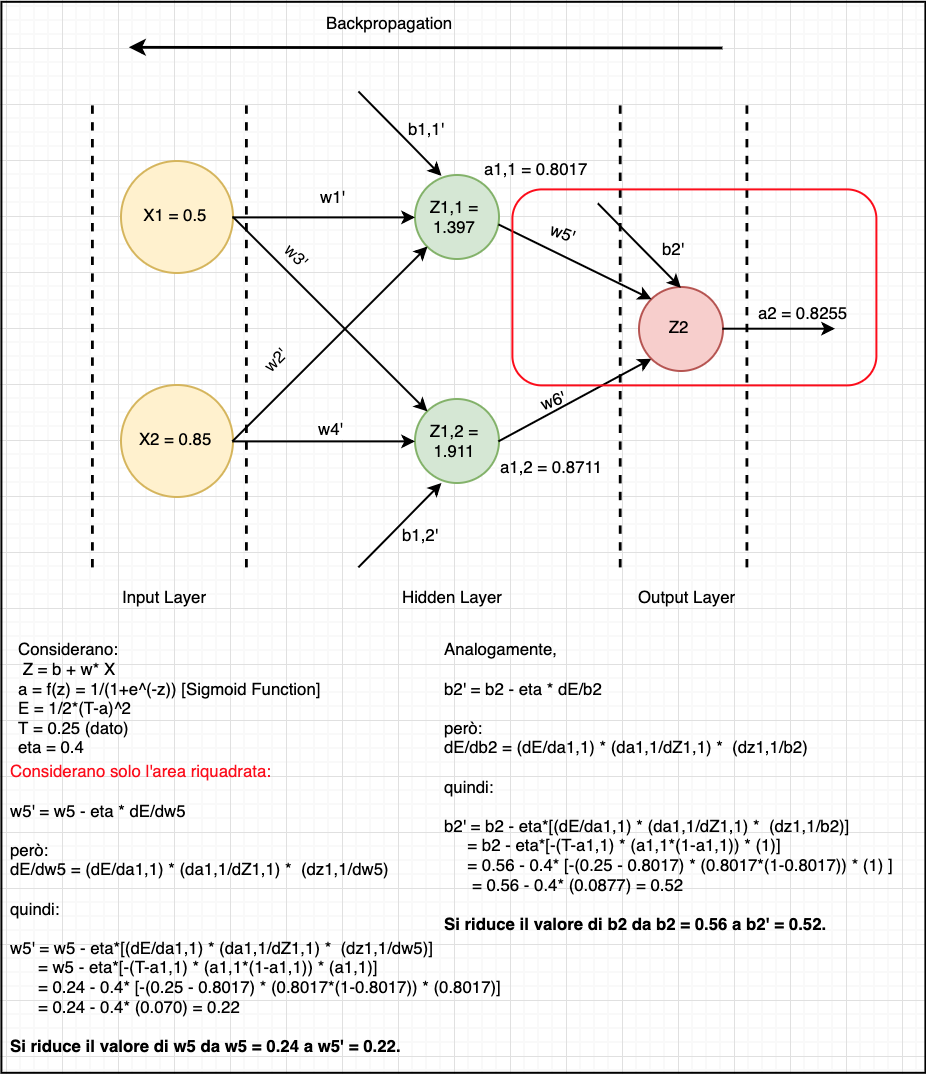 Backpropagation
b1,1'
a1,1 = 0.8017
X1 = 0.5
w1'
Z1,1 =
1.397
w3'
w5'
b2'
Z2
a2 = 0.8255
w2'
w6'
X2 = 0.85
w4'
Z1,2 =
1.911
a1,2 = 0.8711
b1,2'
Input Layer
Hidden Layer
Output Layer
Considerano:
Z = b + w* X
a = f(z) = 1/(1+e^(-z)) [Sigmoid Function]
E = 1/2*(T-a)^2
T = 0.25 (dato)
eta = 0.4
Considerano solo l'area riquadrata:
w5' = w5 - eta * dE/dw5
però:
dE/dw5 = (dE/da1,1) * (da1,1/dZ1,1) *  (dz1,1/dw5)
quindi:
w5' = w5 - eta*[(dE/da1,1) * (da1,1/dZ1,1) *  (dz1,1/dw5)]
= w5 - eta*[-(T-a1,1) * (a1,1*(1-a1,1)) * (a1,1)]
= 0.24 - 0.4* [-(0.25 - 0.8017) * (0.8017*(1-0.8017)) * (0.8017)]
= 0.24 - 0.4* (0.070) = 0.22
Si riduce il valore di w5 da w5 = 0.24 a w5' = 0.22.
Analogamente,
b2' = b2 - eta * dE/b2
però:
dE/db2 = (dE/da1,1) * (da1,1/dZ1,1) *  (dz1,1/b2)
quindi:
b2' = b2 - eta*[(dE/da1,1) * (da1,1/dZ1,1) *  (dz1,1/b2)]
= b2 - eta*[-(T-a1,1) * (a1,1*(1-a1,1)) * (1)]
= 0.56 - 0.4* [-(0.25 - 0.8017) * (0.8017*(1-0.8017)) * (1) ]
= 0.56 - 0.4* (0.0877) = 0.52
Si riduce il valore di b2 da b2 = 0.56 a b2' = 0.52.